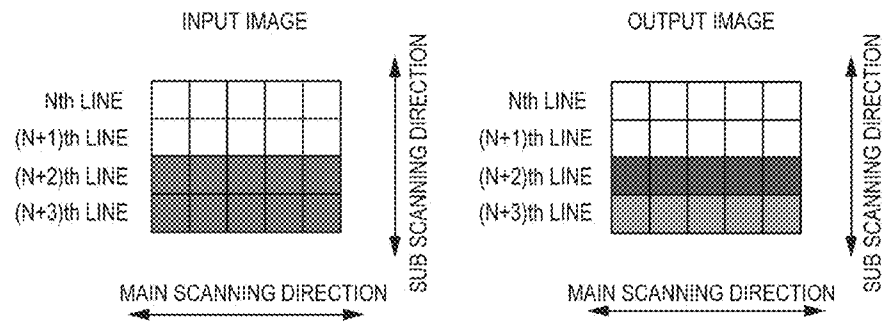 INPUT IMAGE
Nth LINE
(N+1)th LINE
(N+2)th LINE
(N+3)th LINE
SUB SCANNING DIRECTION
MAIN SCANNING DIRECTION
OUTPUT IMAGE
Nth LINE
(N+1)th LINE
(N+2)th LINE
(N+3)th LINE
SUB SCANNING DIRECTION
MAIN SCANNING DIRECTION